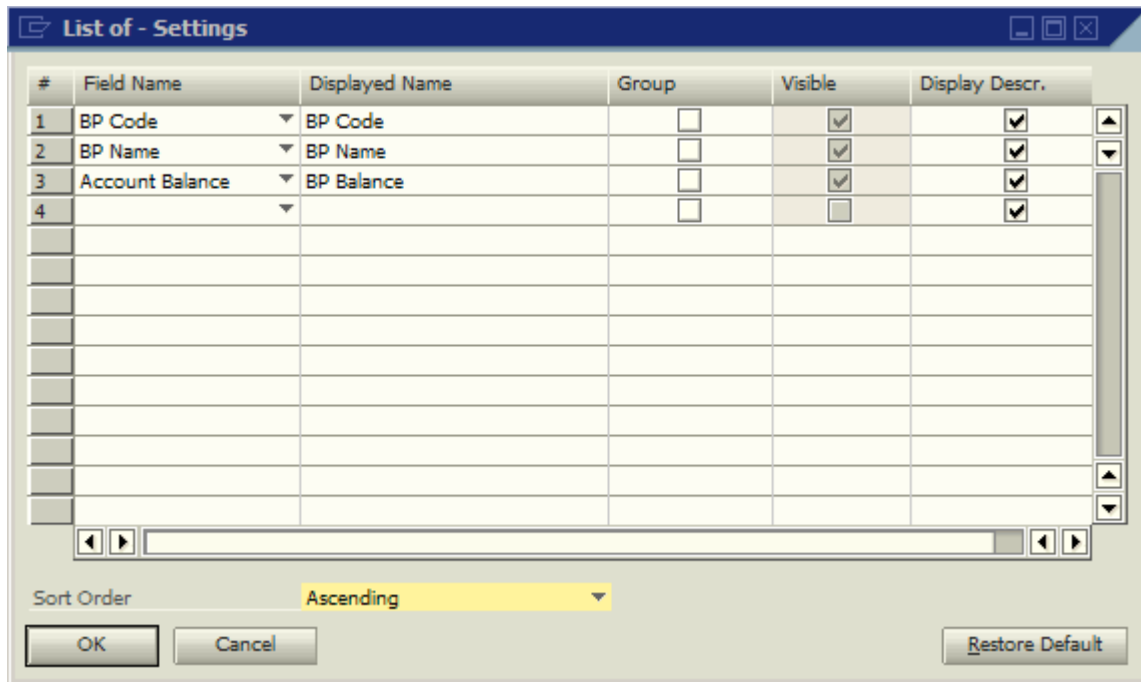 List of - Settings
# Field Name Displayed Name Group Visible Display Descr.
1 BP Code BP Code
2 BP Name BP Name
3 Account Balance BP Balance
4
Sort Order Ascending
OK Cancel Restore Default